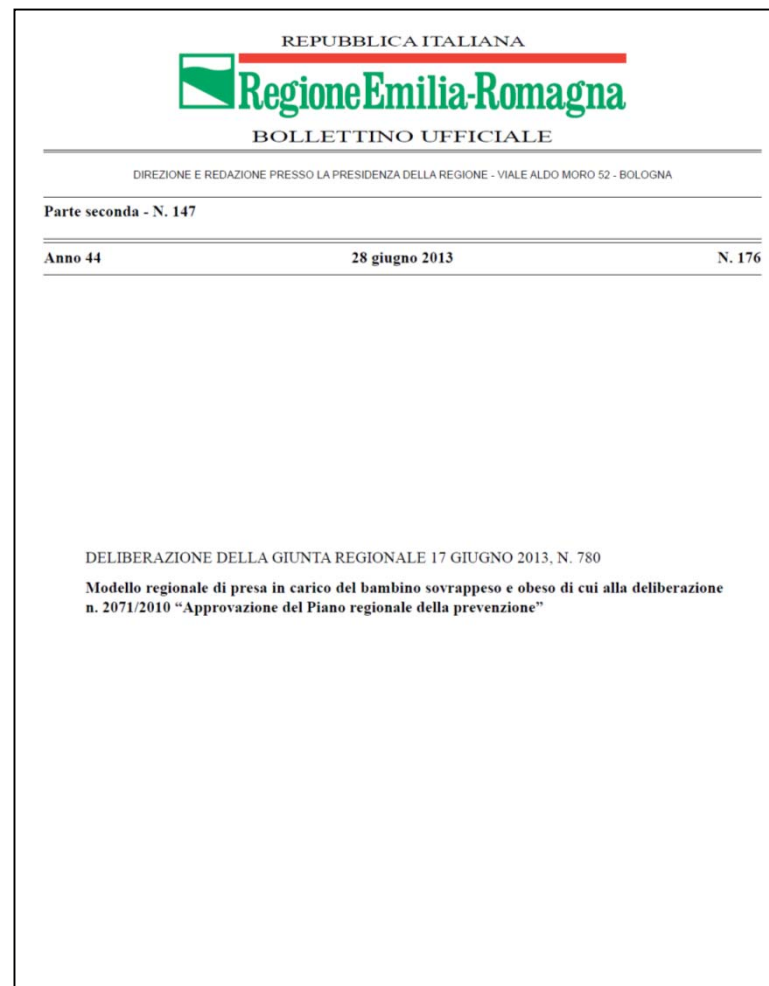 REPUBBLICA ITALIANA
RegioneEmilia-Romagna
BOLLETTINO UFFICIALE
DIREZIONE E REDAZIONE PRESSO LA PRESIDENZA DELLA REGIONE - VIALE ALDO MORO 52 - BOLOGNA
Parte seconda - N. 147
Anno 44 28 giugno 2013 N. 176
DELIBERAZIONE DELLA GIUNTA REGIONALE 17 GIUGNO 2013, N. 780
Modello regionale di presa in carico del bambino sovrappeso e obeso di cui alla deliberazione
n. 2071/2010 “Approvazione del Piano regionale della prevenzione”